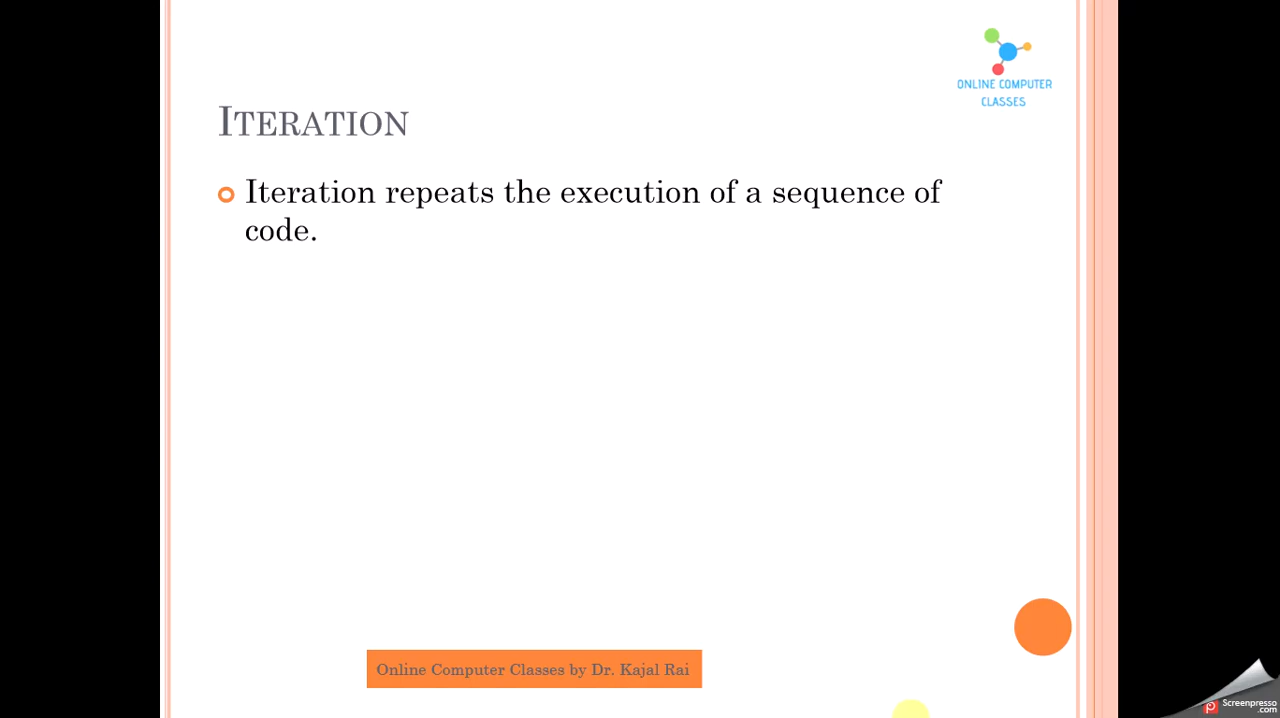 ONLINE COMPUTER
CLASSES
ITERATION
Iteration repeats the execution of a sequence of
code.
Online Computer Classes by Dr. Kajal Rai
Screenpresso
.com